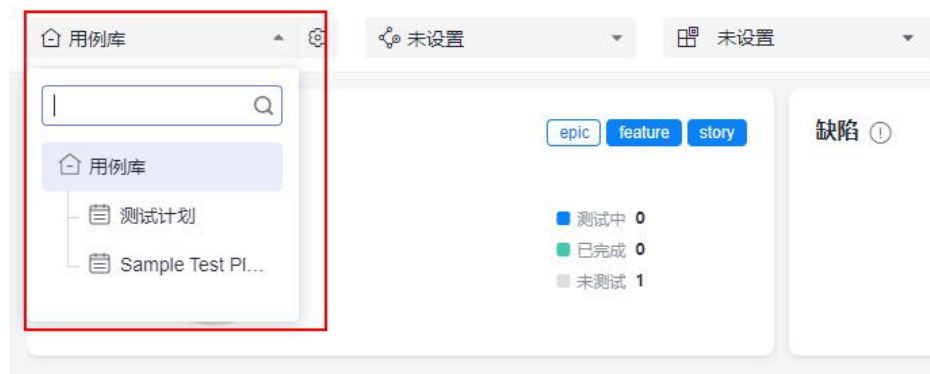 用例库
未设置
未设置
用例库
测试计划
Sample Test Pl...
epic feature story
测试中 0
已完成 0
未测试 1
缺陷